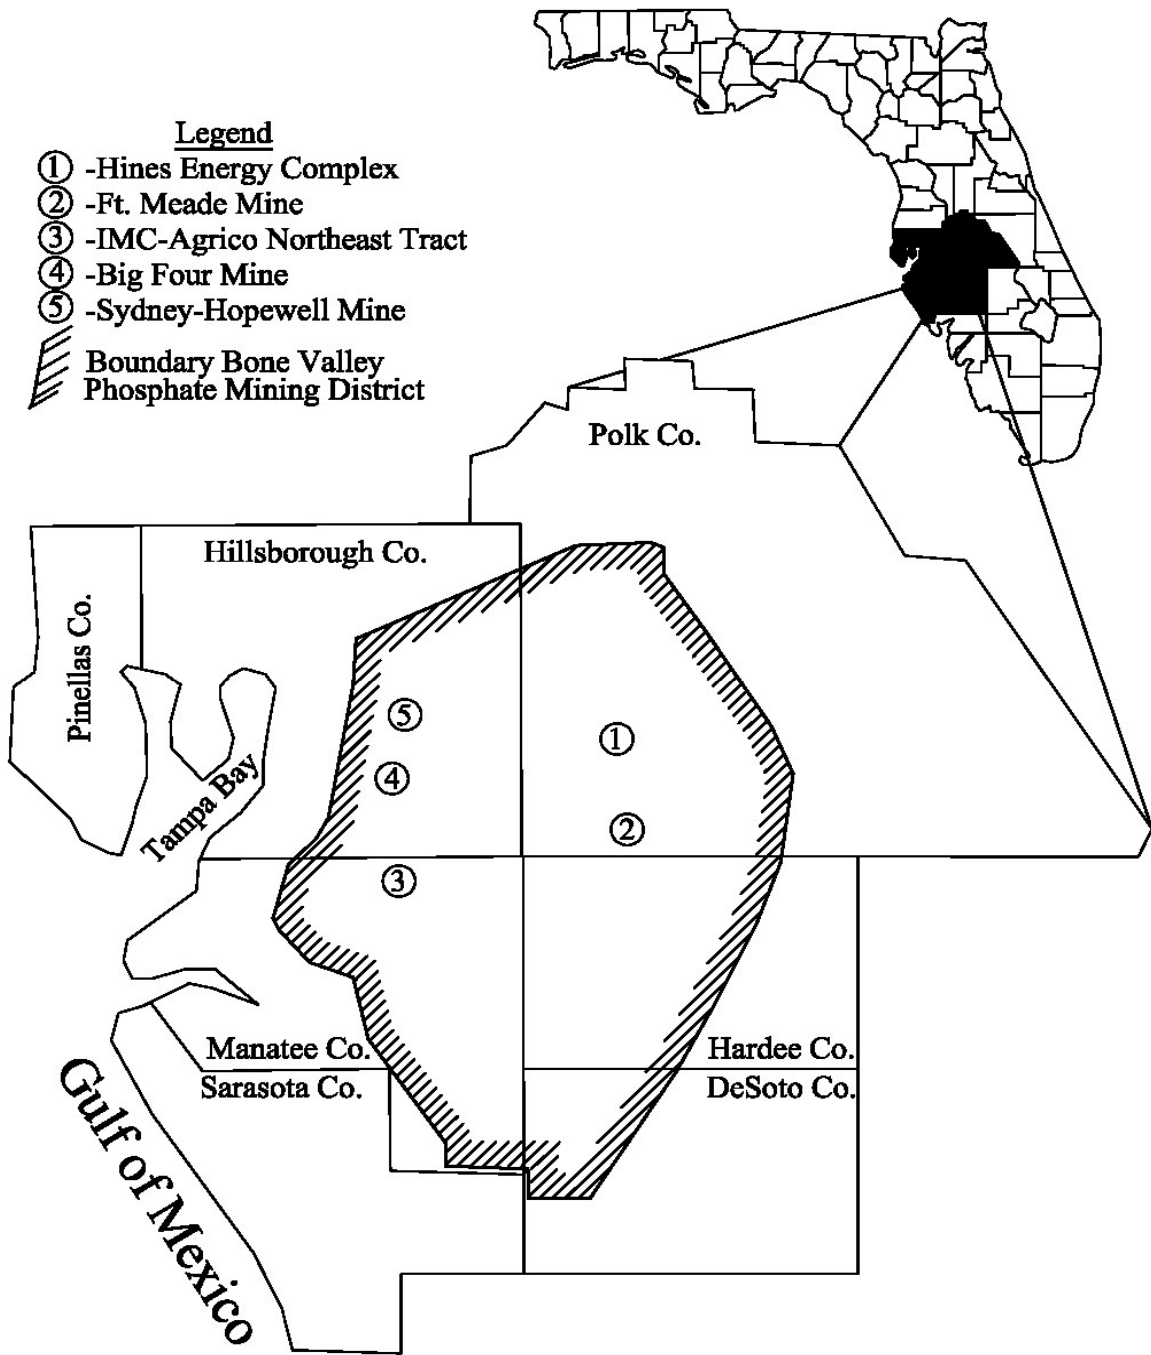 Legend
① -Hines Energy Complex
② -Ft. Meade Mine
③ -IMC-Agrico Northeast Tract
④ -Big Four Mine
⑤ -Sydney-Hopewell Mine
Boundary Bone Valley
Phosphate Mining District
Polk Co.
Hillsborough Co.
Pinellas Co.
⑤
①
④
Tampa Bay
②
③
Manatee Co.
Hardee Co.
Sarasota Co.
DeSoto Co.
Gulf of Mexico